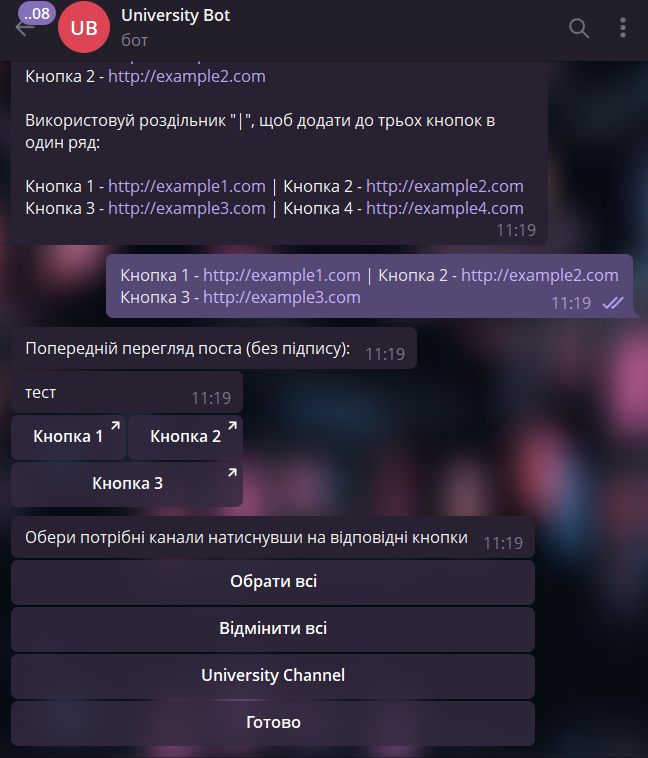 ..08
UB
University Bot
бот
Кнопка 2 - http://example2.com
Використовуй роздільник "|", щоб додати до трьох кнопок в
один ряд:
Кнопка 1 - http://example1.com | Кнопка 2 - http://example2.com
Кнопка 3 - http://example3.com | Кнопка 4 - http://example4.com
11:19
Кнопка 1 - http://example1.com | Кнопка 2 - http://example2.com
Кнопка 3 - http://example3.com
11:19
Попередній перегляд поста (без підпису): 11:19
тест 11:19
Кнопка 1 Кнопка 2
Кнопка 3
Обери потрібні канали натиснувши на відповідні кнопки 11:19
Обрати всі
Відмінити всі
University Channel
Готово